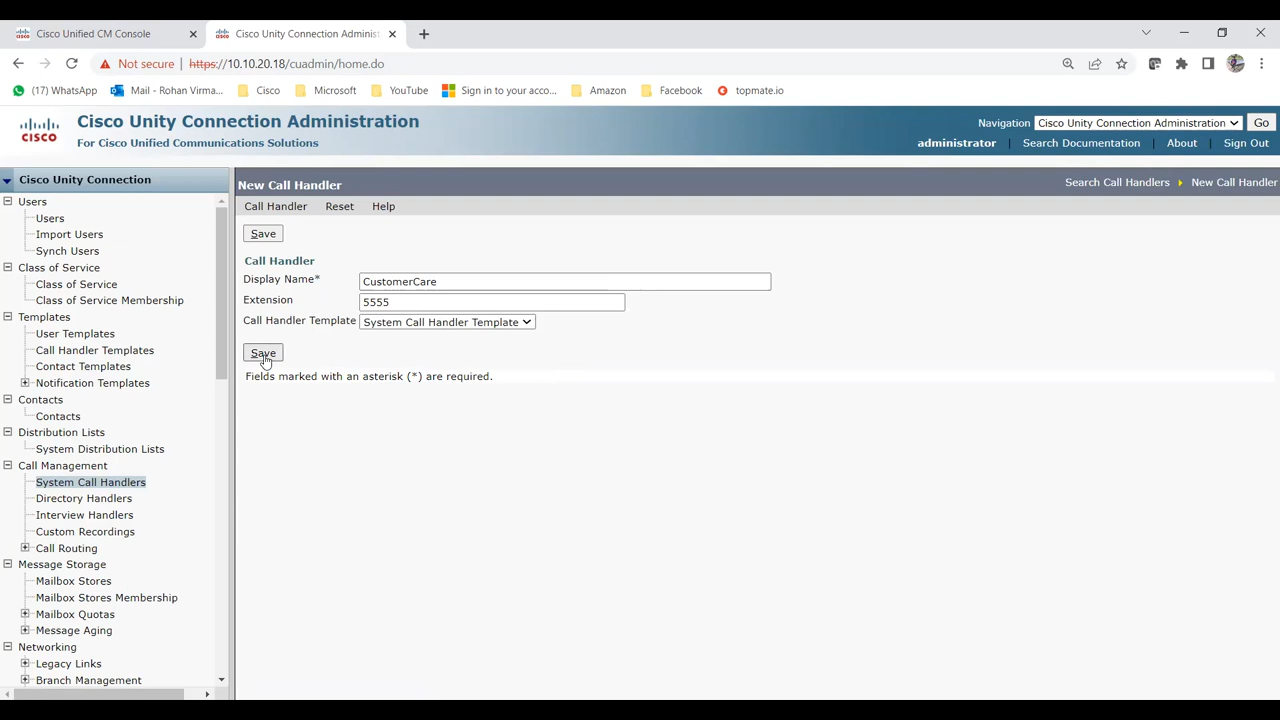 Cisco Unified CM Console
Cisco Unity Connection Administ
Not secure | https://10.10.20.18/cuadmin/home.do
(17) WhatsApp Mail - Rohan Virma... Cisco Microsoft YouTube Sign in to your acco... Amazon Facebook topmate.io
CISCO
Cisco Unity Connection Administration
For Cisco Unified Communications Solutions
Navigation Cisco Unity Connection Administration Go
administrator | Search Documentation | About | Sign Out
Cisco Unity Connection
Users
Users
Import Users
Synch Users
Class of Service
Class of Service
Class of Service Membership
Templates
User Templates
Call Handler Templates
Contact Templates
Notification Templates
Contacts
Contacts
Distribution Lists
System Distribution Lists
Call Management
System Call Handlers
Directory Handlers
Interview Handlers
Custom Recordings
Call Routing
Message Storage
Mailbox Stores
Mailbox Stores Membership
Mailbox Quotas
Message Aging
Networking
Legacy Links
Branch Management
New Call Handler
Search Call Handlers New Call Handler
Call Handler Reset Help
Save
Call Handler
Display Name* CustomerCare
Extension 5555
Call Handler Template System Call Handler Template
Save
Fields marked with an asterisk (*) are required.